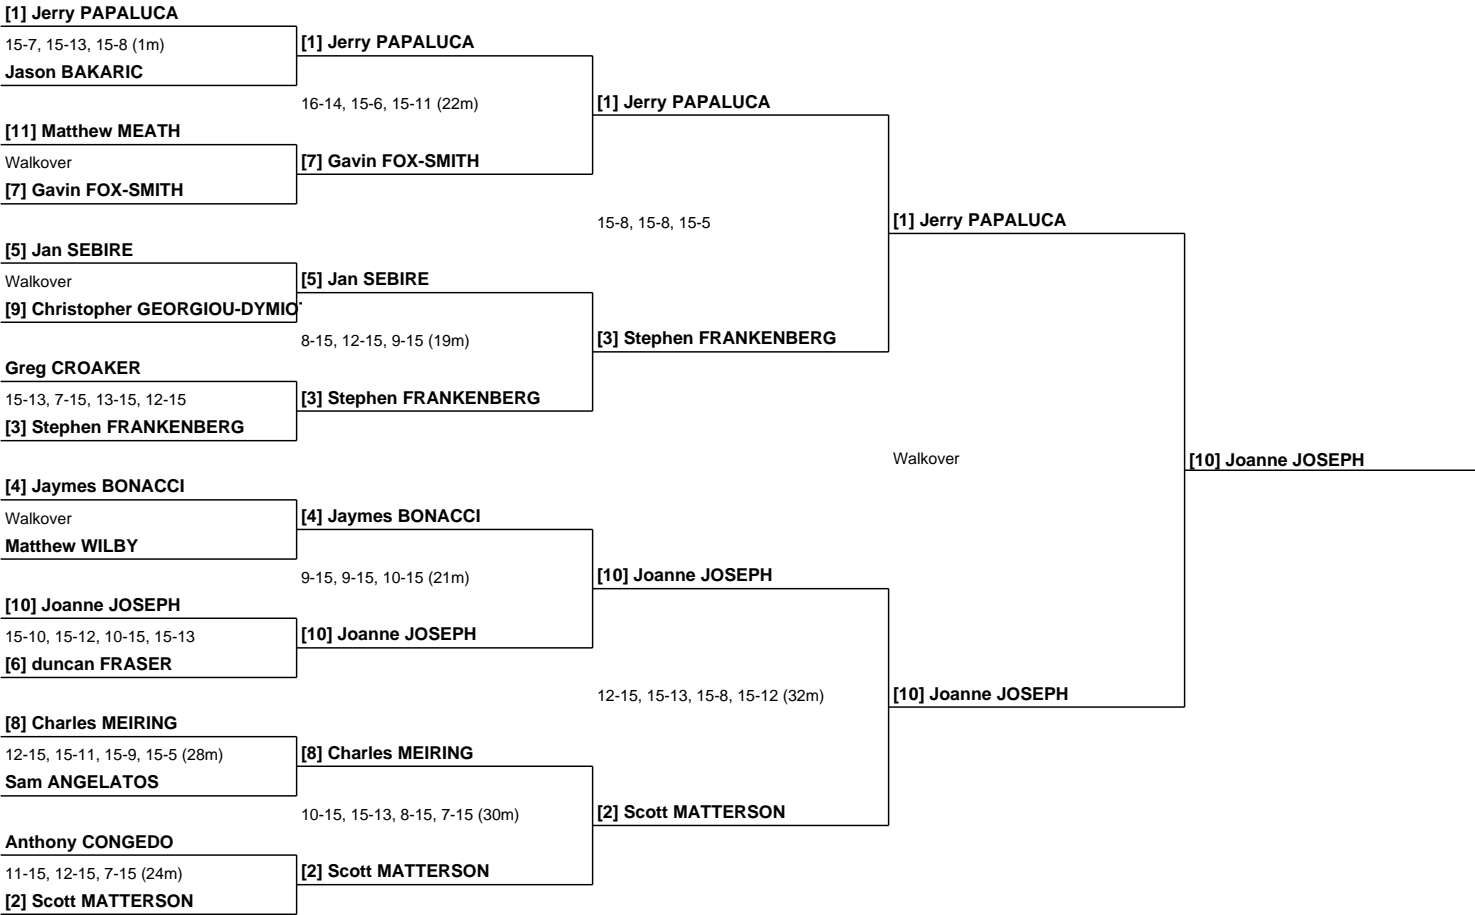 [1] Jerry PAPALUCA
15-7, 15-13, 15-8 (1m)
Jason BAKARIC
[11] Matthew MEATH
Walkover
[7] Gavin FOX-SMITH
[5] Jan SEBIRE
Walkover
[9] Christopher GEORGIOU-DYMIO
Greg CROAKER
15-13, 7-15, 13-15, 12-15
[3] Stephen FRANKENBERG
[4] Jaymes BONACCI
Walkover
Matthew WILBY
[10] Joanne JOSEPH
15-10, 15-12, 10-15, 15-13
[6] duncan FRASER
[8] Charles MEIRING
12-15, 15-11, 15-9, 15-5 (28m)
Sam ANGELATOS
Anthony CONGEDO
11-15, 12-15, 7-15 (24m)
[2] Scott MATTERSON
[1] Jerry PAPALUCA
16-14, 15-6, 15-11 (22m)
[7] Gavin FOX-SMITH
[5] Jan SEBIRE
8-15, 12-15, 9-15 (19m)
[3] Stephen FRANKENBERG
[4] Jaymes BONACCI
9-15, 9-15, 10-15 (21m)
[10] Joanne JOSEPH
[8] Charles MEIRING
10-15, 15-13, 8-15, 7-15 (30m)
[2] Scott MATTERSON
[1] Jerry PAPALUCA
15-8, 15-8, 15-5
[3] Stephen FRANKENBERG
[10] Joanne JOSEPH
12-15, 15-13, 15-8, 15-12 (32m)
[2] Scott MATTERSON
[1] Jerry PAPALUCA
Walkover
[10] Joanne JOSEPH
[10] Joanne JOSEPH